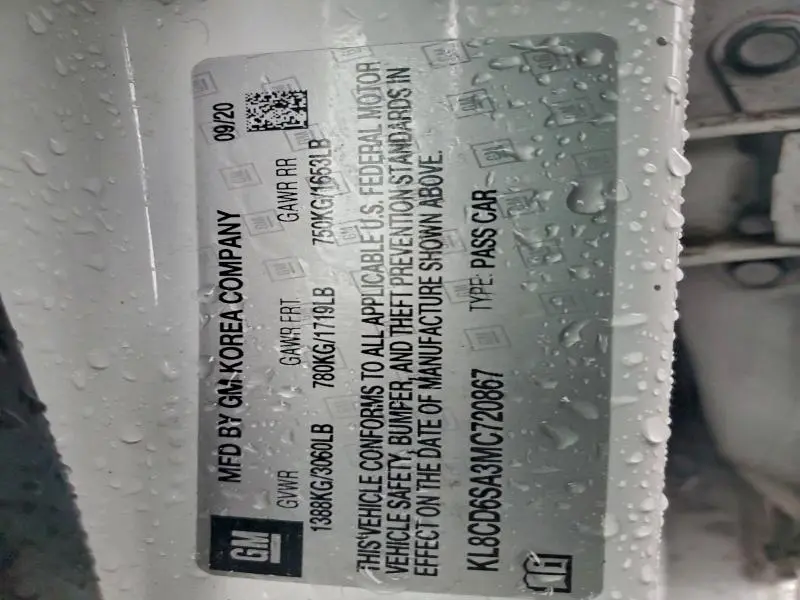 GM
MFD BY GM KOREA COMPANY 09/20
GVWR GAWR FRT GAWR RR
1388KG/3060LB 780KG/1719LB 750KG/1653LB
THIS VEHICLE CONFORMS TO ALL APPLICABLE U.S. FEDERAL MOTOR
VEHICLE SAFETY, BUMPER, AND THEFT PREVENTION STANDARDS IN
EFFECT ON THE DATE OF MANUFACTURE SHOWN ABOVE.
KL8CD6SA3MC720867 TYPE: PASS CAR